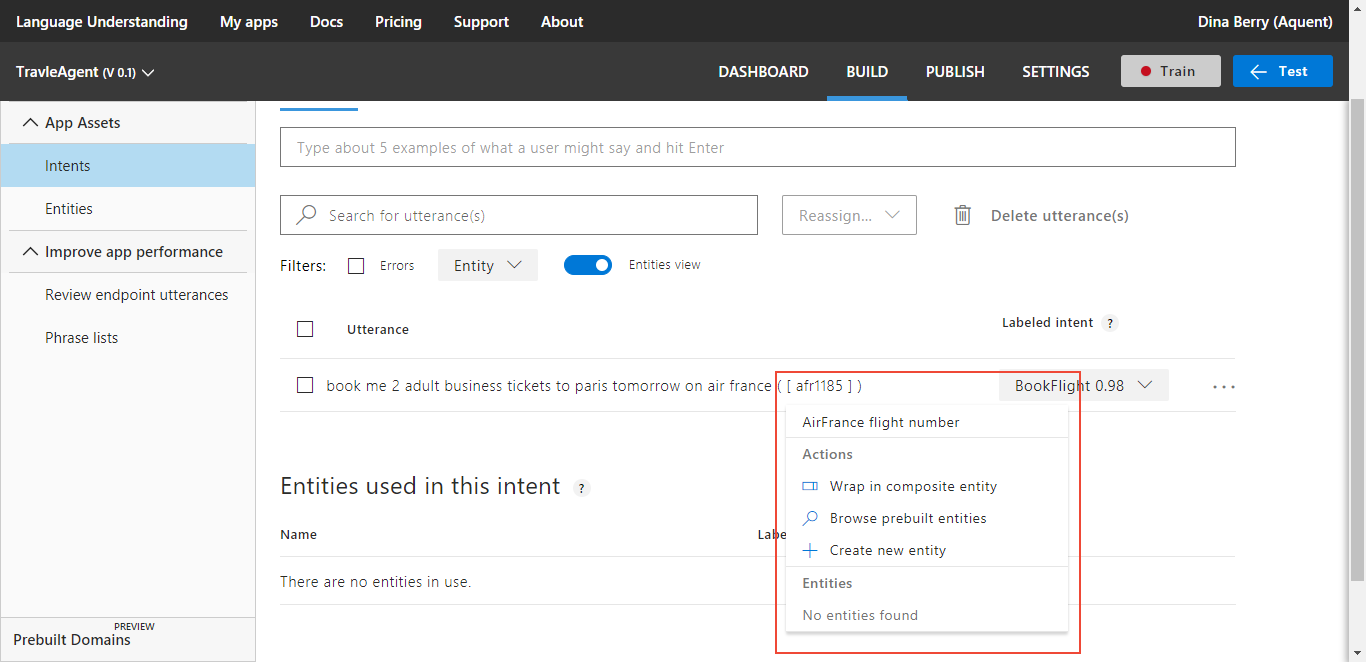 Language Understanding My apps Docs Pricing Support About Dina Berry (Aquent)
TravleAgent (V 0.1) DASHBOARD BUILD PUBLISH SETTINGS Train Test
App Assets
Intents
Entities
Improve app performance
Review endpoint utterances
Phrase lists
PREVIEW
Prebuilt Domains
Type about 5 examples of what a user might say and hit Enter
Search for utterance(s) Reassign... Delete utterance(s)
Filters: Errors Entity Entities view
Utterance Labeled intent ?
book me 2 adult business tickets to paris tomorrow on air france ( [ afr1185 ] ) BookFlight 0.98 ...
AirFrance flight number
Actions
Wrap in composite entity
Browse prebuilt entities
Create new entity
Entities
No entities found
Entities used in this intent ?
Name Labe
There are no entities in use.